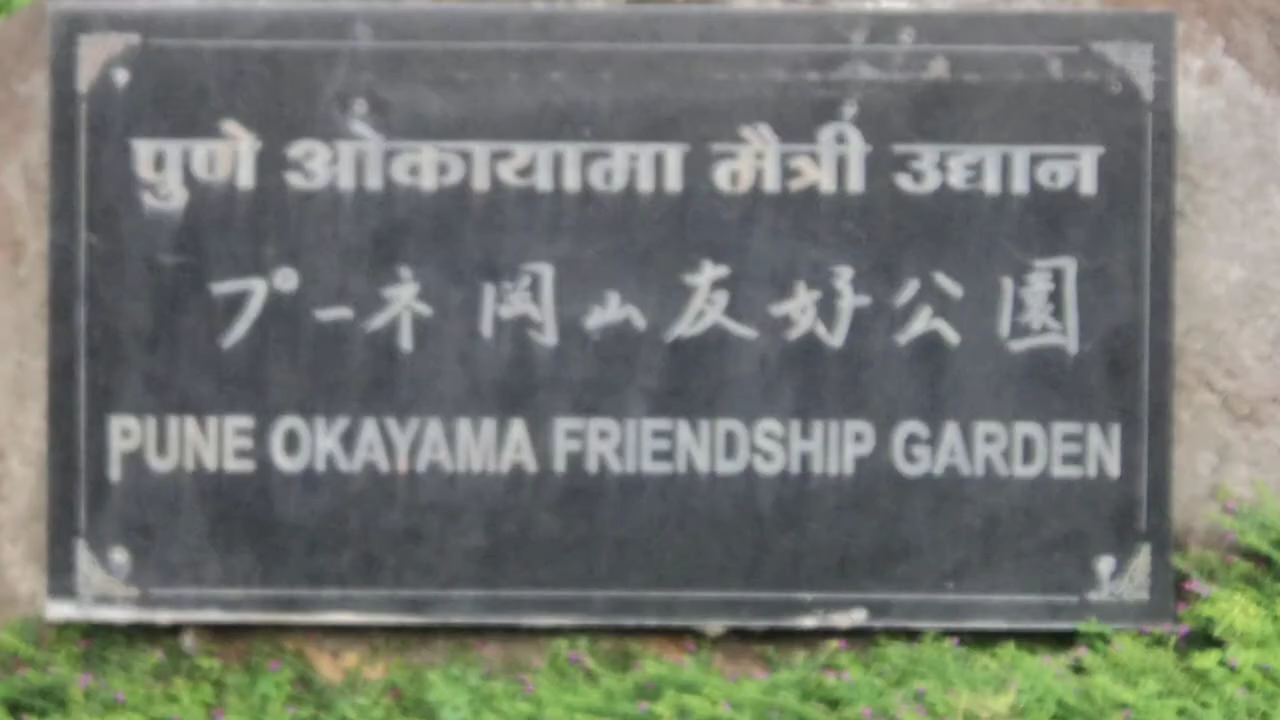 पुणे ओकायामा मैत्री उद्यान
プーネ 岡山友好公園
PUNE OKAYAMA FRIENDSHIP GARDEN